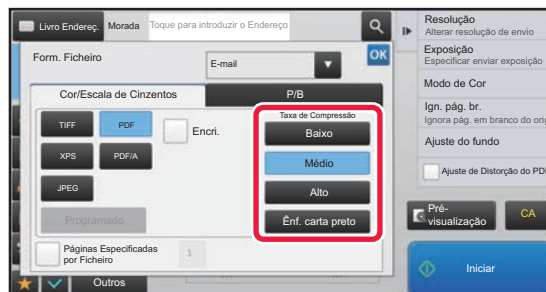 Livro Endereç.
Morada
Toque para introduzir o Endereço
Form. Ficheiro
E-mail
OK
Cor/Escala de Cinzentos
P/B
TIFF
PDF
Encri.
XPS
PDF/A
JPEG
Programado
Taxa de Compressão
Baixo
Médio
Alto
Ênf. carta preto
Páginas Especificadas
por Ficheiro
1
Outros
Resolução
Alterar resolução de envio
Exposição
Especificar enviar exposição
Modo de Cor
Ign. pág. br.
Ignora pág. em branco do orig
Ajuste do fundo
Ajuste de Distorção do PD
Pré-
visualização
CA
Iniciar